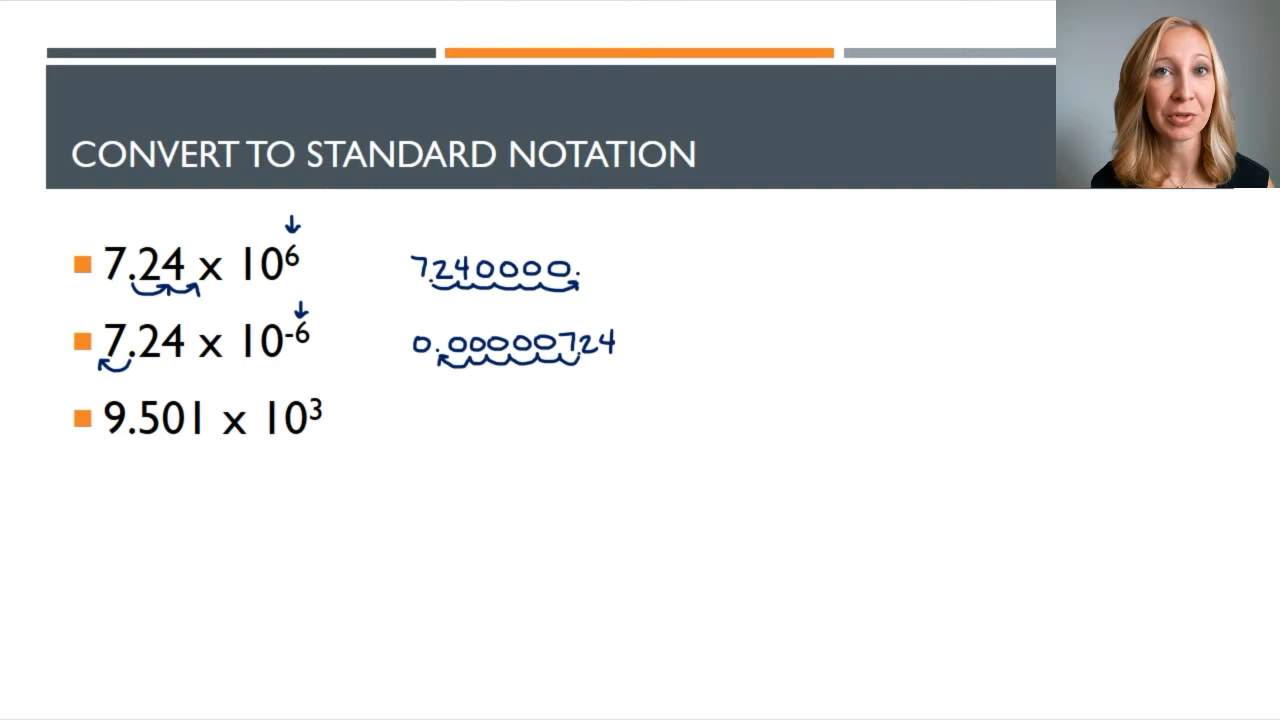 CONVERT TO STANDARD NOTATION
7.24 x 10⁶ 7240000.
7.24 x 10⁻⁶ 0.00000724
9.501 x 10³